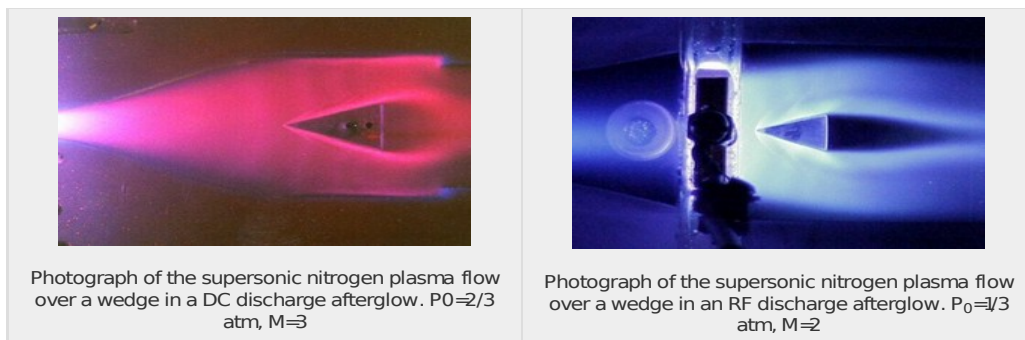 Photograph of the supersonic nitrogen plasma flow
over a wedge in a DC discharge afterglow. P0=2/3
atm, M=3
Photograph of the supersonic nitrogen plasma flow
over a wedge in an RF discharge afterglow. P₀=1/3
atm, M=2